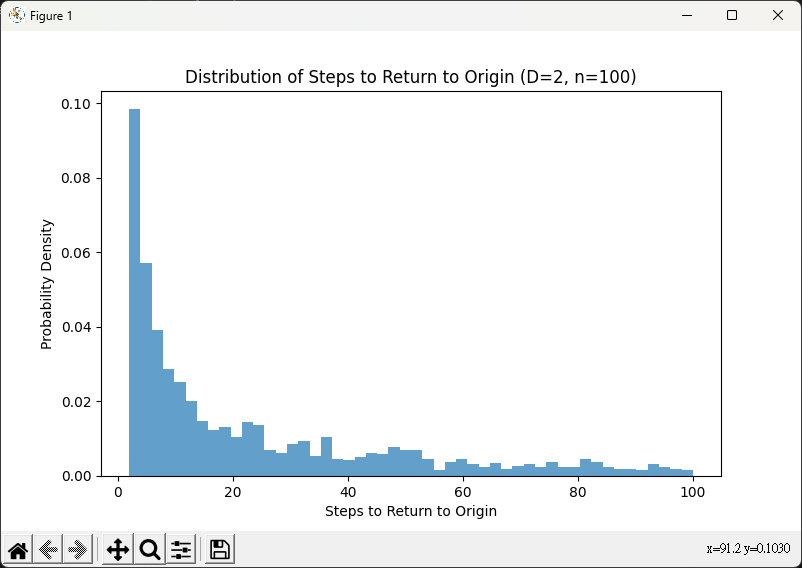 Figure 1
Distribution of Steps to Return to Origin (D=2, n=100)
0.10
0.08
0.06
0.04
0.02
0.00
Probability Density
0 20 40 60 80 100
Steps to Return to Origin
x=91.2 y=0.1030